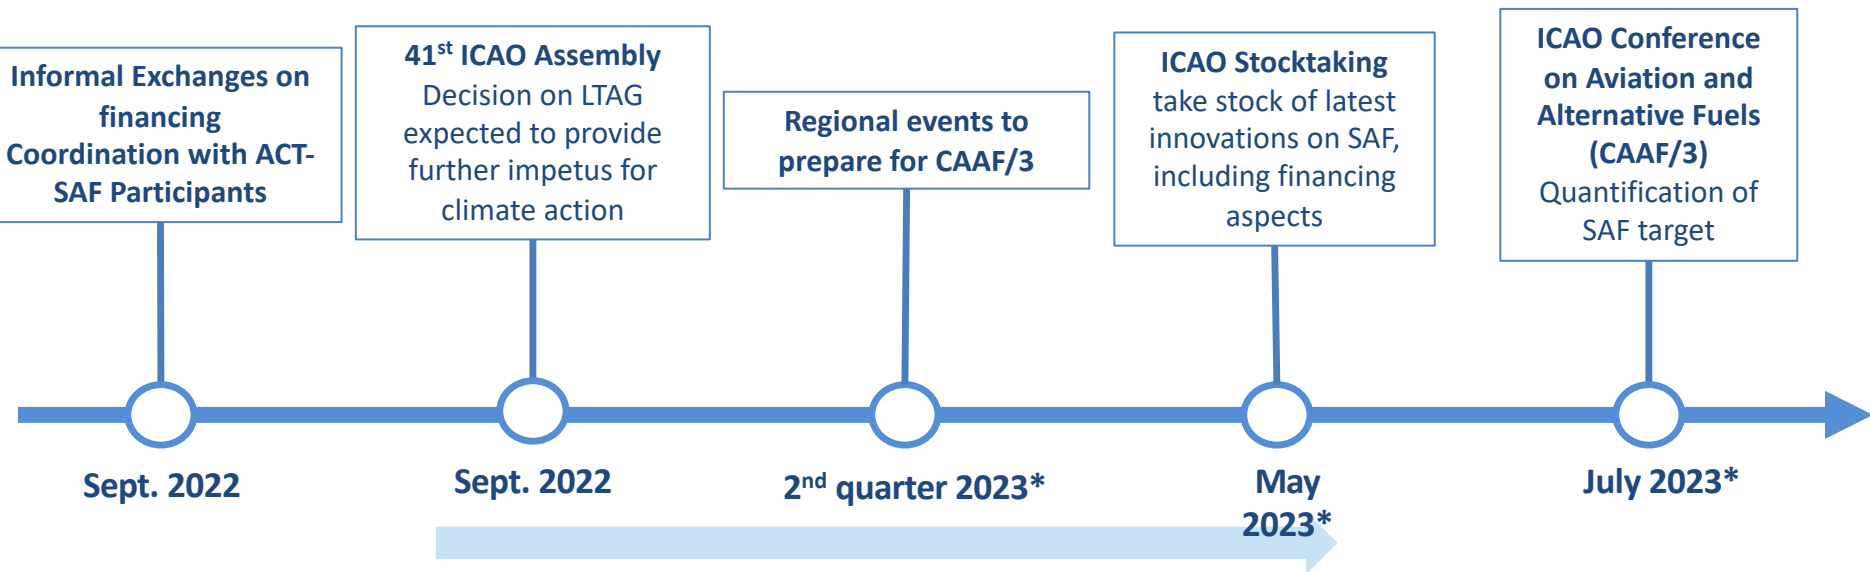 Informal Exchanges on
financing
Coordination with ACT-
SAF Participants
41st ICAO Assembly
Decision on LTAG
expected to provide
further impetus for
climate action
Regional events to
prepare for CAAF/3
ICAO Stocktaking
take stock of latest
innovations on SAF,
including financing
aspects
ICAO Conference
on Aviation and
Alternative Fuels
(CAAF/3)
Quantification of
SAF target
Sept. 2022
Sept. 2022
2nd quarter 2023*
May
2023*
July 2023*